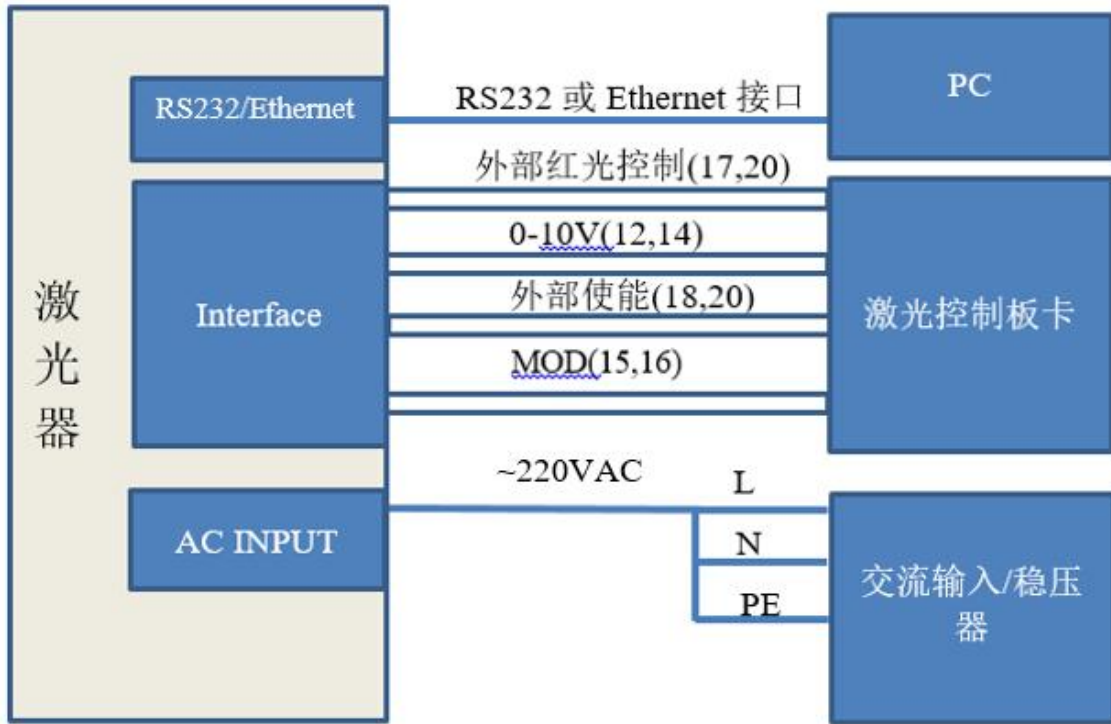 RS232/Ethernet
RS232 或 Ethernet 接口
PC
外部红光控制(17,20)
0-10V(12,14)
外部使能(18,20)
MOD(15,16)
激光器
Interface
激光控制板卡
~220VAC
L
N
PE
AC INPUT
交流输入/稳压
器